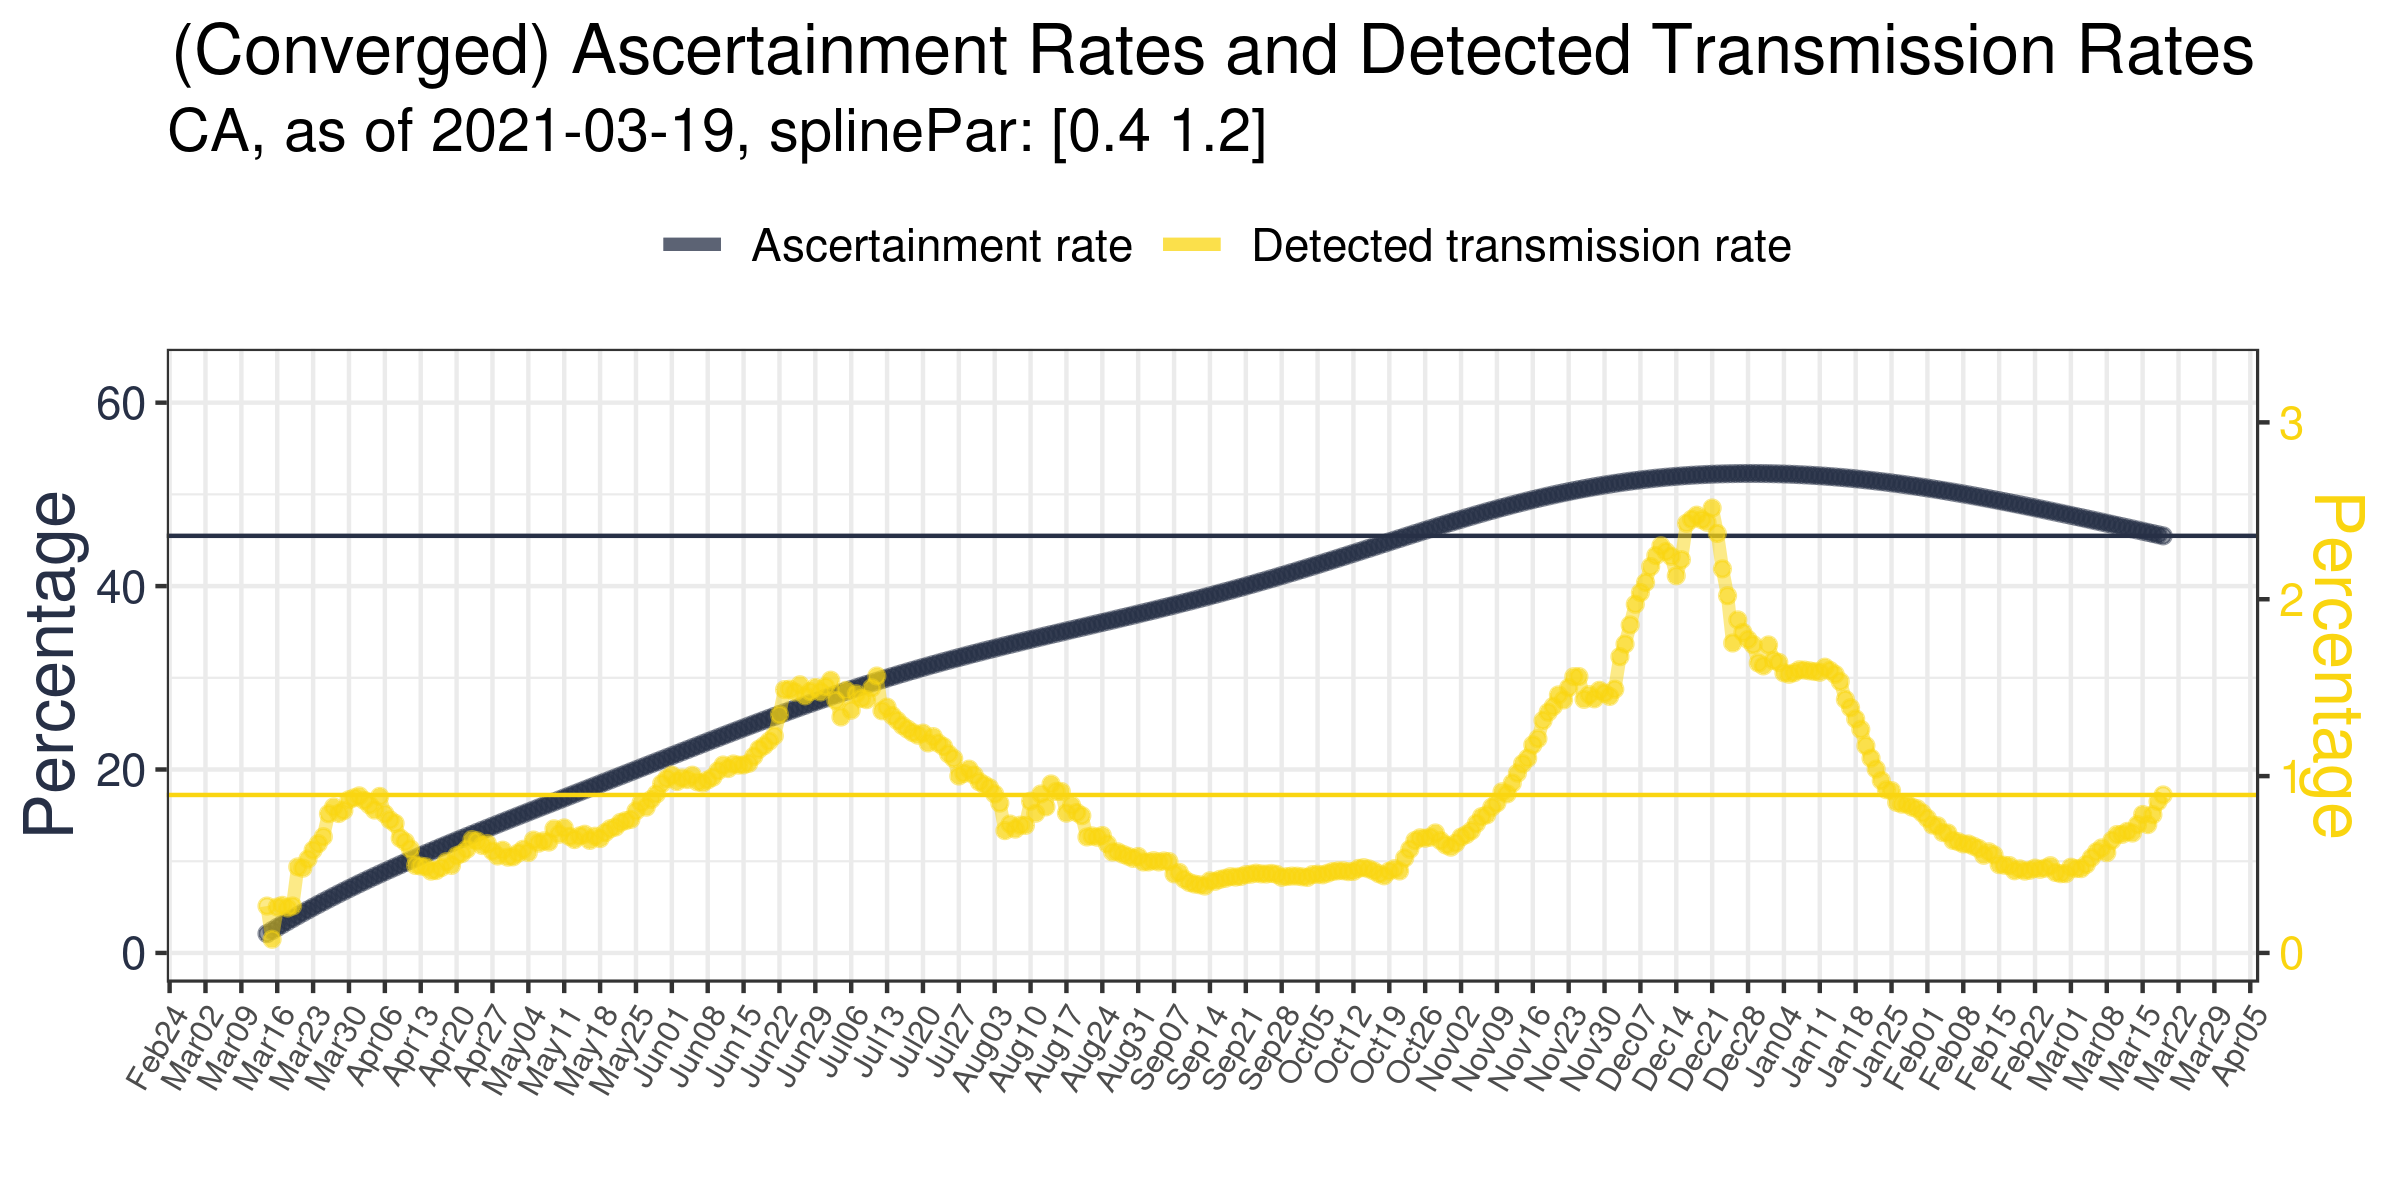 (Converged) Ascertainment Rates and Detected Transmission Rates
CA, as of 2021-03-19, splinePar: [0.4 1.2]
Ascertainment rate Detected transmission rate
Percentage
60
40
20
0
3
2
1
0
Percentage
Feb24 Mar02 Mar09 Mar16 Mar23 Mar30 Apr06 Apr13 Apr20 Apr27 May04 May11 May18 May25 Jun01 Jun08 Jun15 Jun22 Jun29 Jul06 Jul13 Jul20 Jul27 Aug03 Aug10 Aug17 Aug24 Aug31 Sep07 Sep14 Sep21 Sep28 Oct05 Oct12 Oct19 Oct26 Nov02 Nov09 Nov16 Nov23 Nov30 Dec07 Dec14 Dec21 Dec28 Jan04 Jan11 Jan18 Jan25 Feb01 Feb08 Feb15 Feb22 Mar01 Mar08 Mar15 Mar22 Mar29 Apr05